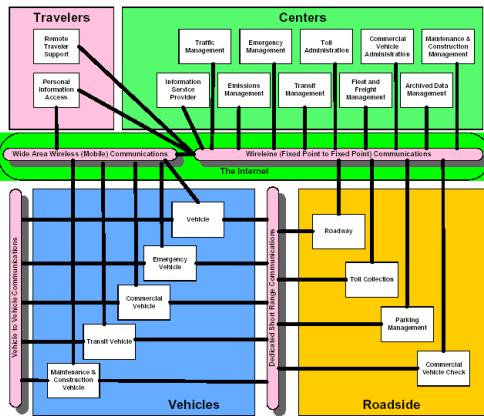 Travelers
Centers
Remote
Traveler
Support
Personal
Information
Access
Traffic
Management
Emergency
Management
Toll
Administration
Commercial
Vehicle
Administration
Maintenance &
Construction
Management
Information
Service
Provider
Emissions
Management
Transit
Management
Fleet and
Freight
Management
Archived Data
Management
Wide Area Wireless (Mobile) Communications
Wireleine (Fixed Point to Fixed Point) Communications
The Internet
Vehicle to Vehicle Communications
Vehicle
Emergency
Vehicle
Commercial
Vehicle
Transit Vehicle
Maintenance &
Construction
Vehicle
Vehicles
Dedicated Short Range Communications
Roadway
Toll Collection
Parking
Management
Commercial
Vehicle Check
Roadside